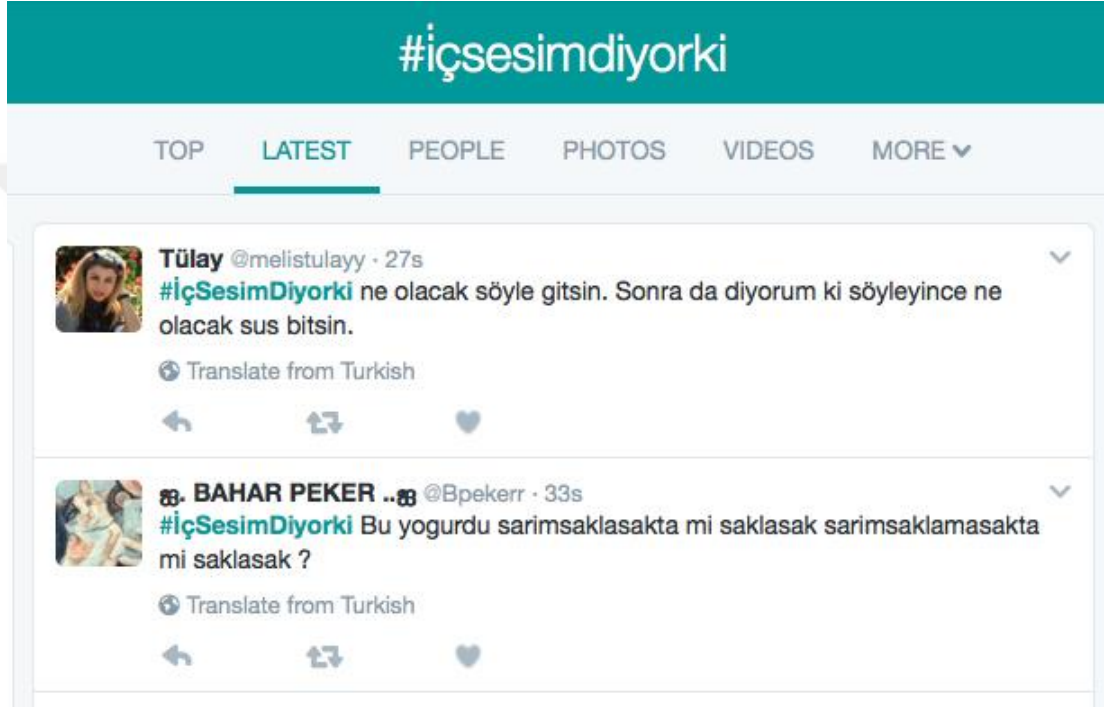 #içsesimdiyorki
TOP LATEST PEOPLE PHOTOS VIDEOS MORE
Tülay @melistulayy · 27s
#İçSesimDiyorki ne olacak söyle gitsin. Sonra da diyorum ki söyleyince ne
olacak sus bitsin.
Translate from Turkish
. BAHAR PEKER .. @Bpekerr · 33s
#İçSesimDiyorki Bu yogurdu sarimsaklasakta mi saklasak sarimsaklamasakta
mi saklasak ?
Translate from Turkish